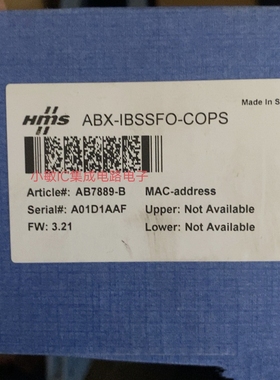 HMS
ABX-IBSSFO-COPS
Made in S
小敏IC集成电路电子
Article#: AB7889-B
MAC-address
Serial#: A01D1AAF
Upper: Not Available
FW: 3.21
Lower: Not Available